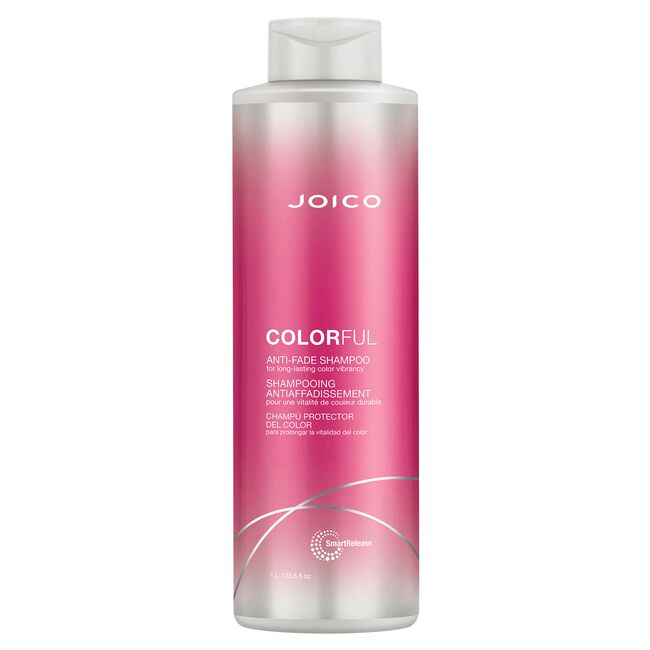 JOICO
COLORFUL
ANTI-FADE SHAMPOO
for long-lasting color vibrancy
SHAMPOOING
ANTIAFFADISSEMENT
pour une vitalité de couleur durable
CHAMPÚ PROTECTOR
DEL COLOR
para prolongar la vitalidad del color
SmartRelease
1 L / 33.8 fl oz